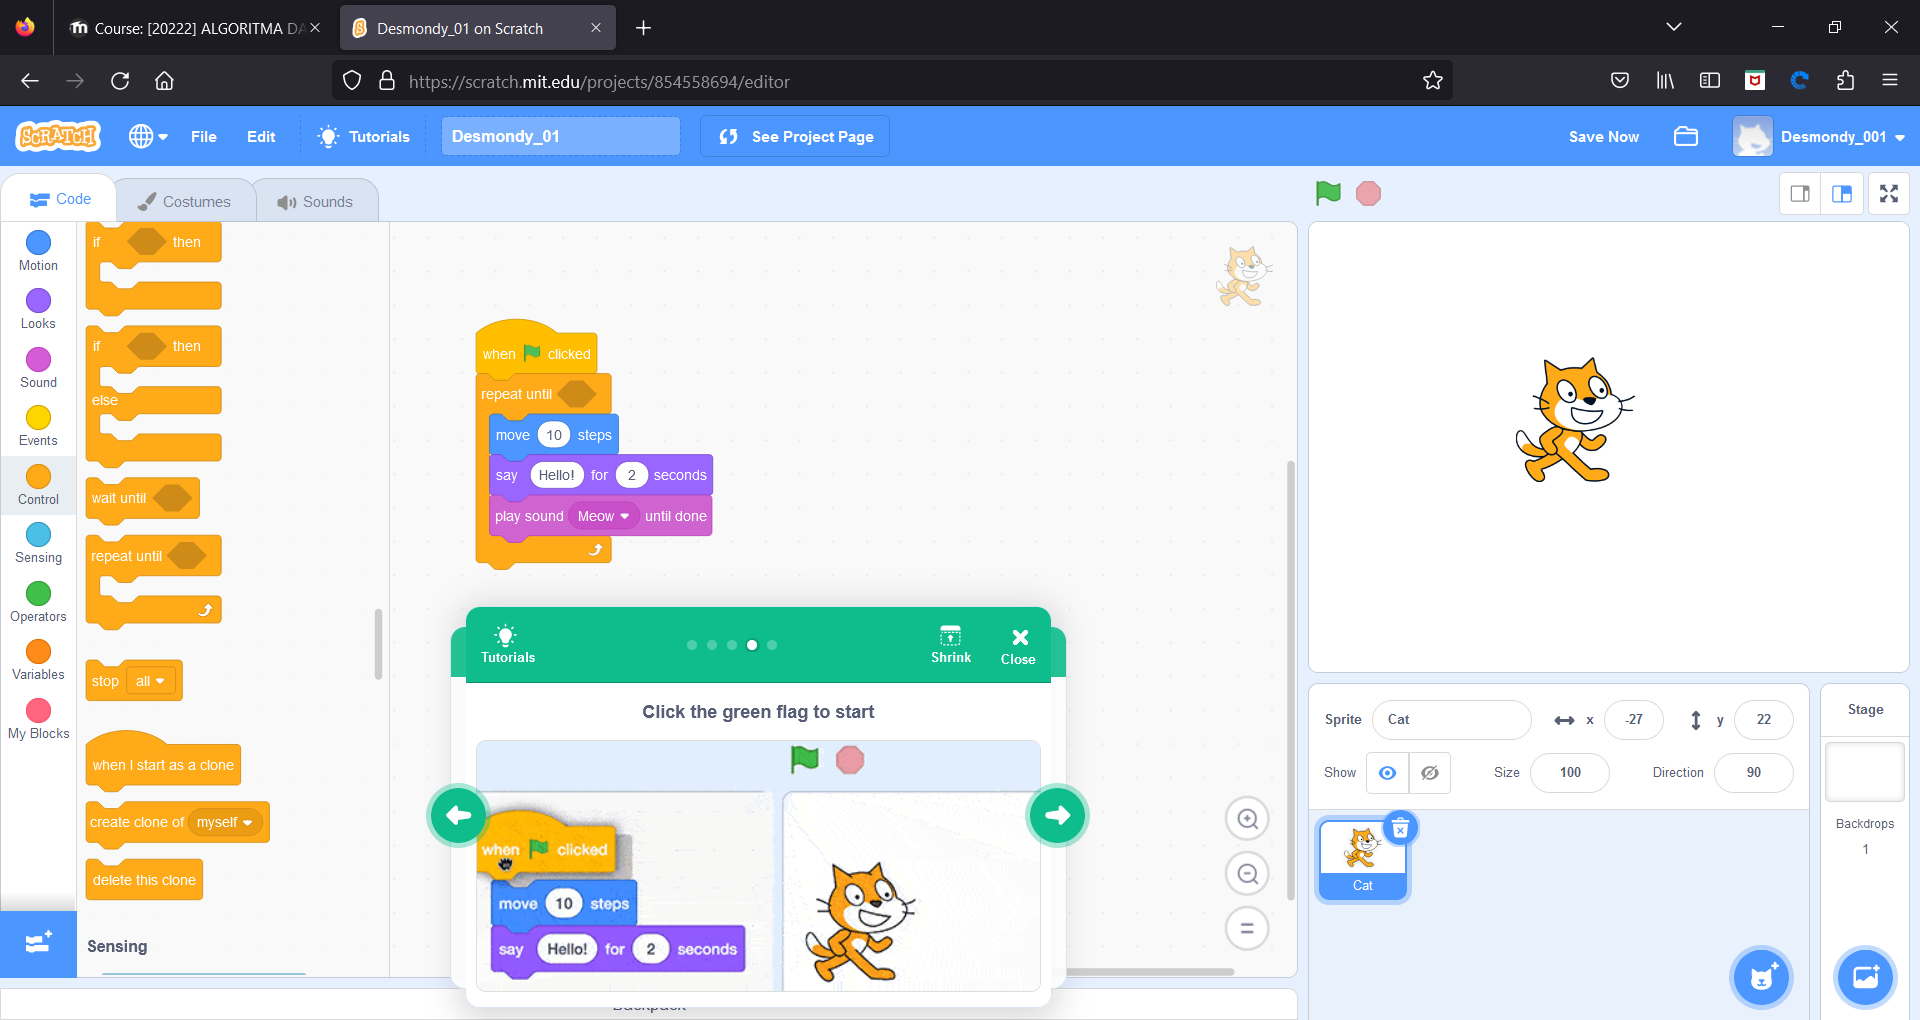 Course: [20222] ALGORITMA DA
Desmondy_01 on Scratch
https://scratch.mit.edu/projects/854558694/editor
SCRATCH
File
Edit
Tutorials
Desmondy_01
See Project Page
Save Now
Desmondy_001
Code
Costumes
Sounds
Motion
Looks
Sound
Events
Control
Sensing
Operators
Variables
My Blocks
if then
if then
else
wait until
repeat until
stop all
when I start as a clone
create clone of myself
delete this clone
Sensing
when clicked
repeat until
move 10 steps
say Hello! for 2 seconds
play sound Meow until done
Tutorials
Shrink
Close
Click the green flag to start
when clicked
move 10 steps
say Hello! for 2 seconds
Backpack
Sprite Cat x -27 y 22
Show Size 100 Direction 90
Cat
Stage
Backdrops
1